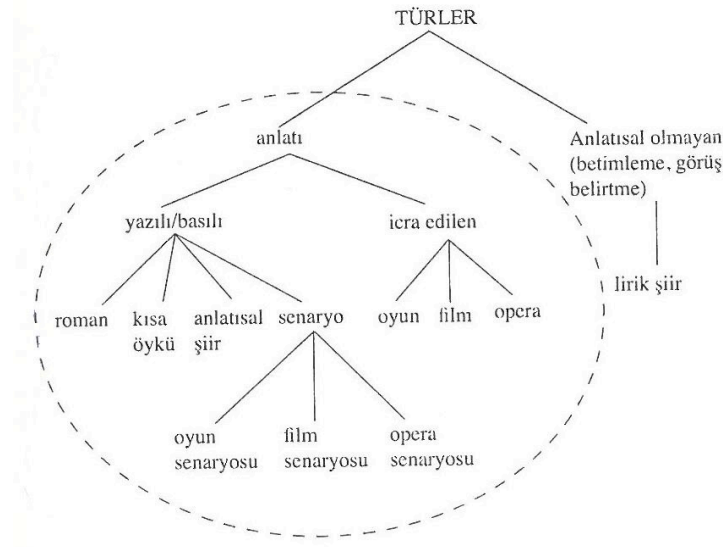 TÜRLER
anlatı
Anlatısal olmayan
(betimleme, görüş
belirtme)
yazılı/basılı
icra edilen
lirik şiir
roman
kısa
öykü
anlatısal
şiir
senaryo
oyun
film
opera
oyun
senaryosu
film
senaryosu
opera
senaryosu